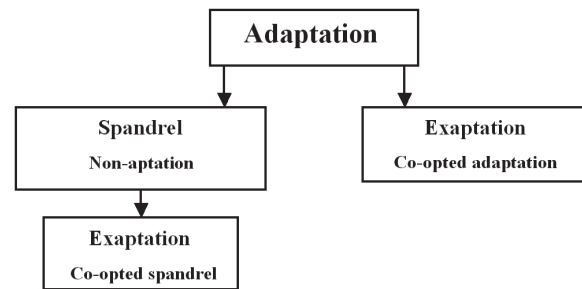 Adaptation
Spandrel
Non-aptation
Exaptation
Co-opted adaptation
Exaptation
Co-opted spandrel